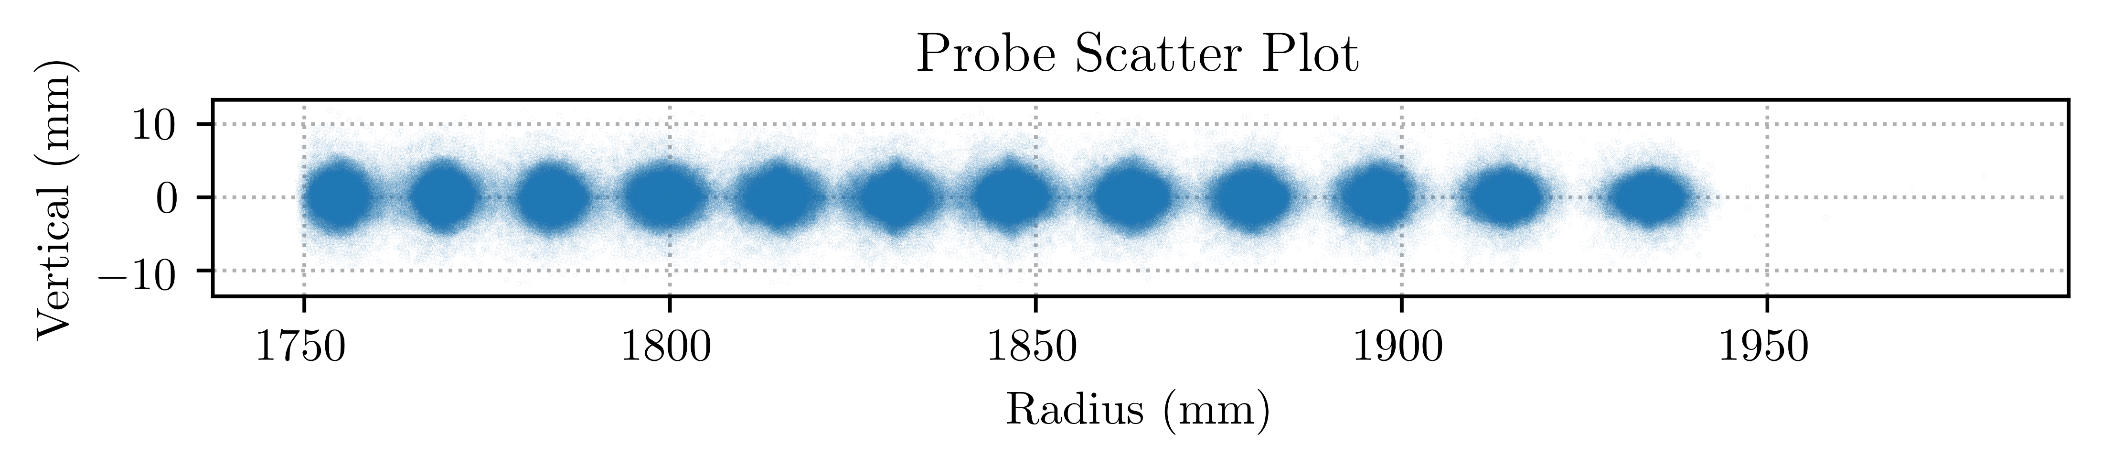 Probe Scatter Plot
Vertical (mm)
10
0
−10
1750 1800 1850 1900 1950
Radius (mm)